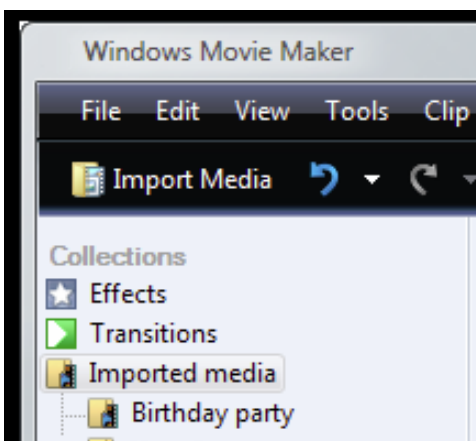 Windows Movie Maker
File Edit View Tools Clip
Import Media
Collections
Effects
Transitions
Imported media
Birthday party